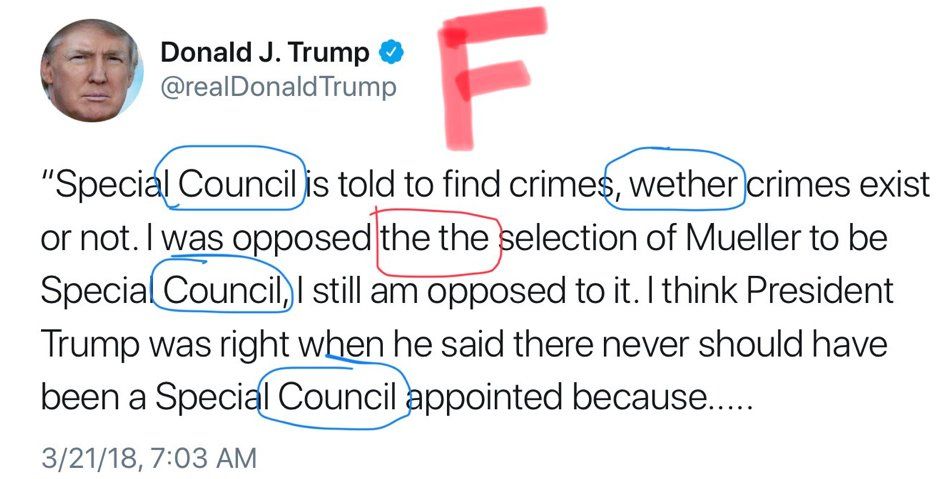 Donald J. Trump
F
@realDonaldTrump
“Special Council is told to find crimes, wether crimes exist
or not. I was opposed the the selection of Mueller to be
Special Council, I still am opposed to it. I think President
Trump was right when he said there never should have
been a Special Council appointed because.....
3/21/18, 7:03 AM